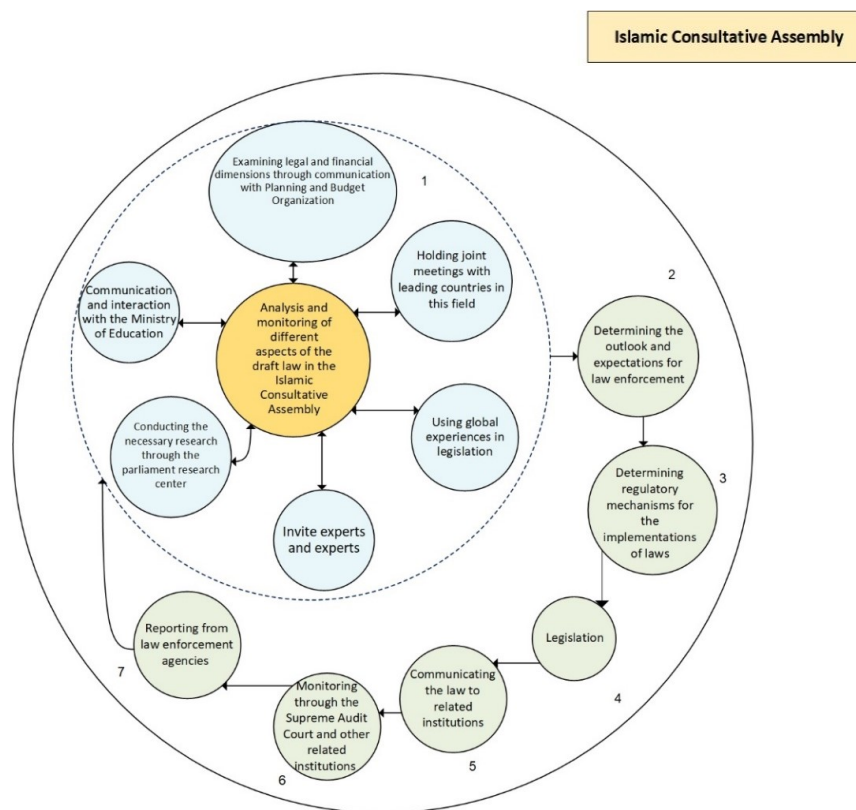 Islamic Consultative Assembly
Examining legal and financial
dimensions through communication
with Planning and Budget
Organization
1
Holding joint
meetings with
leading countries in
this field
Communication
and interaction
with the Ministry
of Education
Analysis and
monitoring of
different
aspects of the
draft law in the
Islamic
Consultative
Assembly
Using global
experiences in
legislation
Conducting the
necessary research
through the
parliament research
center
Invite experts
and experts
2
Determining the
outlook and
expectations for
law enforcement
Determining
regulatory
mechanisms for
the
implementations
of laws
3
Legislation
4
Communicating
the law to
related
institutions
5
Monitoring
through the
Supreme Audit
Court and other
related
institutions
6
Reporting from
law enforcement
agencies
7